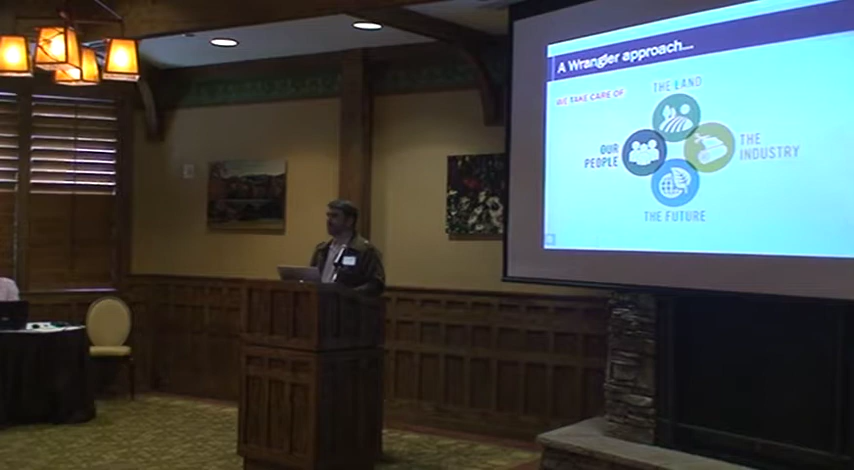 A Wrangler approach...
WE TAKE CARE OF
THE LAND
OUR
PEOPLE
THE
INDUSTRY
THE FUTURE